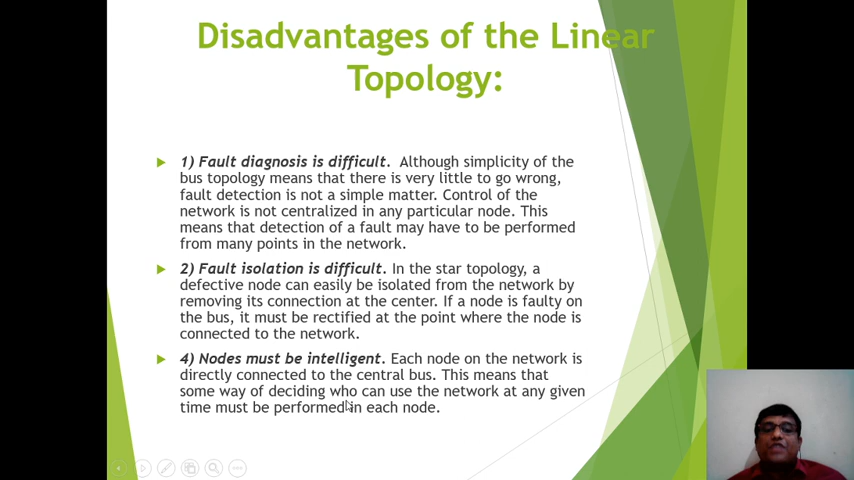 Disadvantages of the Linear
Topology:
1) Fault diagnosis is difficult. Although simplicity of the
bus topology means that there is very little to go wrong,
fault detection is not a simple matter. Control of the
network is not centralized in any particular node. This
means that detection of a fault may have to be performed
from many points in the network.
2) Fault isolation is difficult. In the star topology, a
defective node can easily be isolated from the network by
removing its connection at the center. If a node is faulty on
the bus, it must be rectified at the point where the node is
connected to the network.
4) Nodes must be intelligent. Each node on the network is
directly connected to the central bus. This means that
some way of deciding who can use the network at any given
time must be performed in each node.